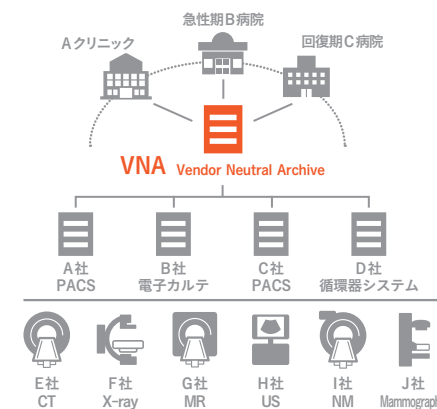 急性期B病院
Aクリニック
回復期C病院
VNA Vendor Neutral Archive
A社 B社 C社 D社
PACS 電子カルテ PACS 循環器システム
E社 F社 G社 H社 I社 J社
CT X-ray MR US NM Mammograph